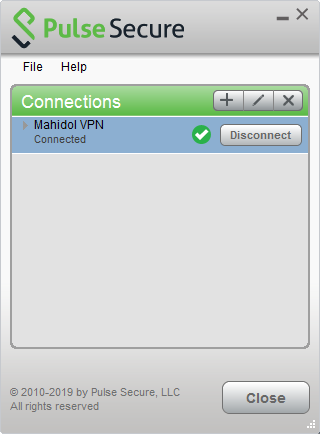 Pulse Secure
File Help
Connections
Mahidol VPN
Connected
Disconnect
© 2010-2019 by Pulse Secure, LLC
All rights reserved
Close